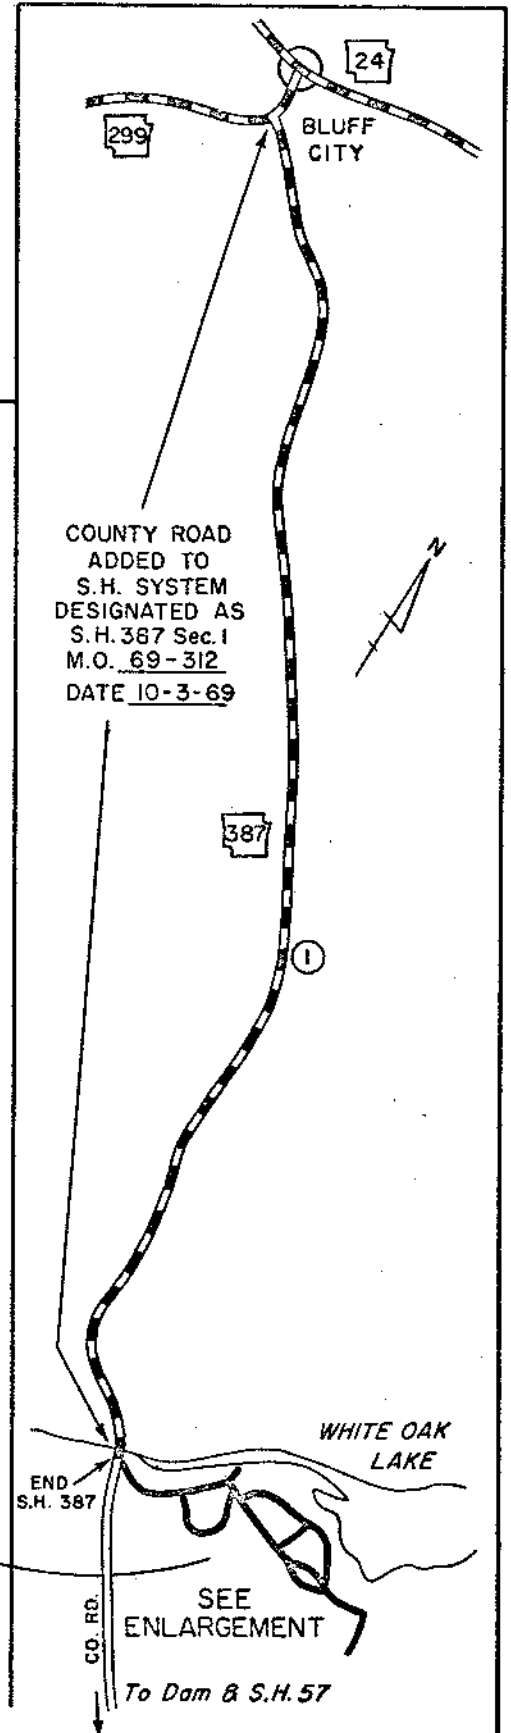 24
299
BLUFF
CITY
COUNTY ROAD
ADDED TO
S.H. SYSTEM
DESIGNATED AS
S.H. 387 Sec. 1
M.O. 69-312
DATE 10-3-69
N
387
1
WHITE OAK
LAKE
END
S.H. 387
SEE
ENLARGEMENT
CO. RD.
To Dam & S.H. 57